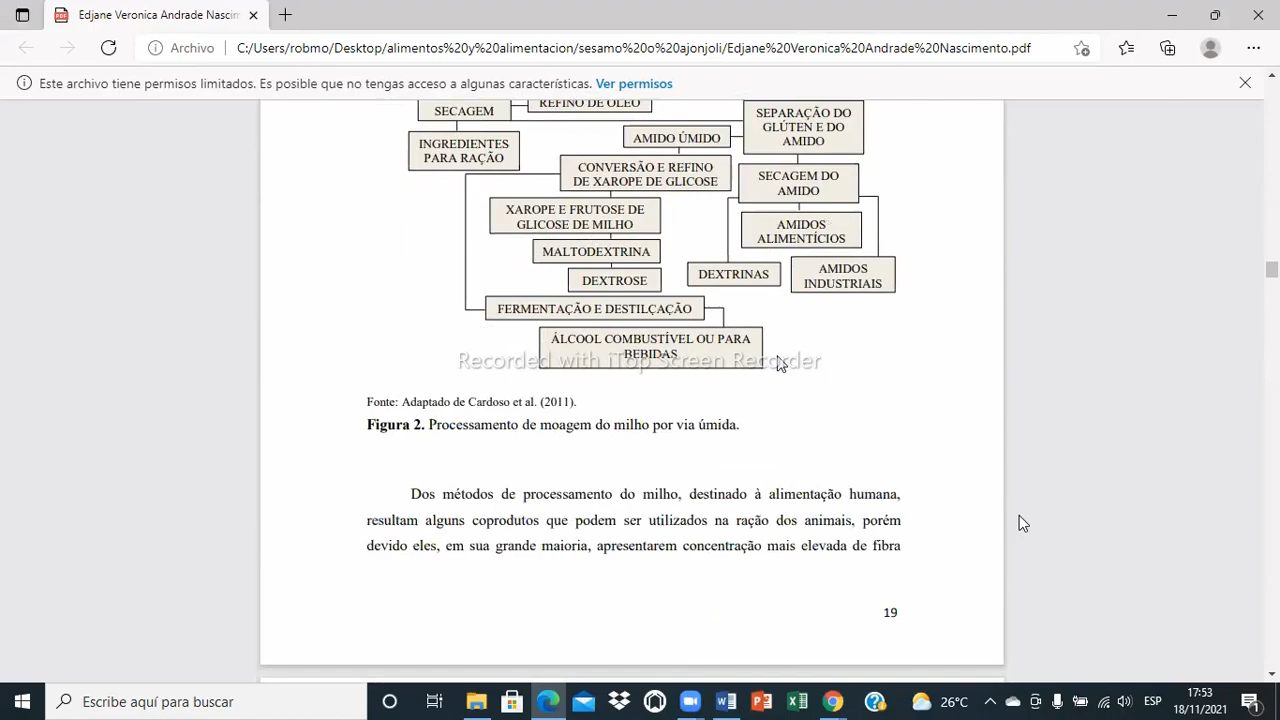 Edjane Veronica Andrade Nascin
Archivo
C:/Users/robmo/Desktop/alimentos%20y%20alimentacion/sesamo%20o%20ajonjoli/Edjane%20Veronica%20Andrade%20Nascimento.pdf
Este archivo tiene permisos limitados. Es posible que no tengas acceso a algunas características. Ver permisos
SECAGEM
REFINO DE ÓLEO
SEPARAÇÃO DO
GLÚTEN E DO
AMIDO
AMIDO ÚMIDO
INGREDIENTES
PARA RAÇÃO
CONVERSÃO E REFINO
DE XAROPE DE GLICOSE
SECAGEM DO
AMIDO
XAROPE E FRUTOSE DE
GLICOSE DE MILHO
AMIDOS
ALIMENTÍCIOS
MALTODEXTRINA
DEXTROSE
DEXTRINAS
AMIDOS
INDUSTRIAIS
FERMENTAÇÃO E DESTILÇAÇÃO
ÁLCOOL COMBUSTÍVEL OU PARA
BEBIDAS
Recorded with iTop Screen Recorder
Fonte: Adaptado de Cardoso et al. (2011).
Figura 2. Processamento de moagem do milho por via úmida.
Dos métodos de processamento do milho, destinado à alimentação humana,
resultam alguns coprodutos que podem ser utilizados na ração dos animais, porém
devido eles, em sua grande maioria, apresentarem concentração mais elevada de fibra
19
Escribe aquí para buscar
26°C
ESP
17:53
18/11/2021